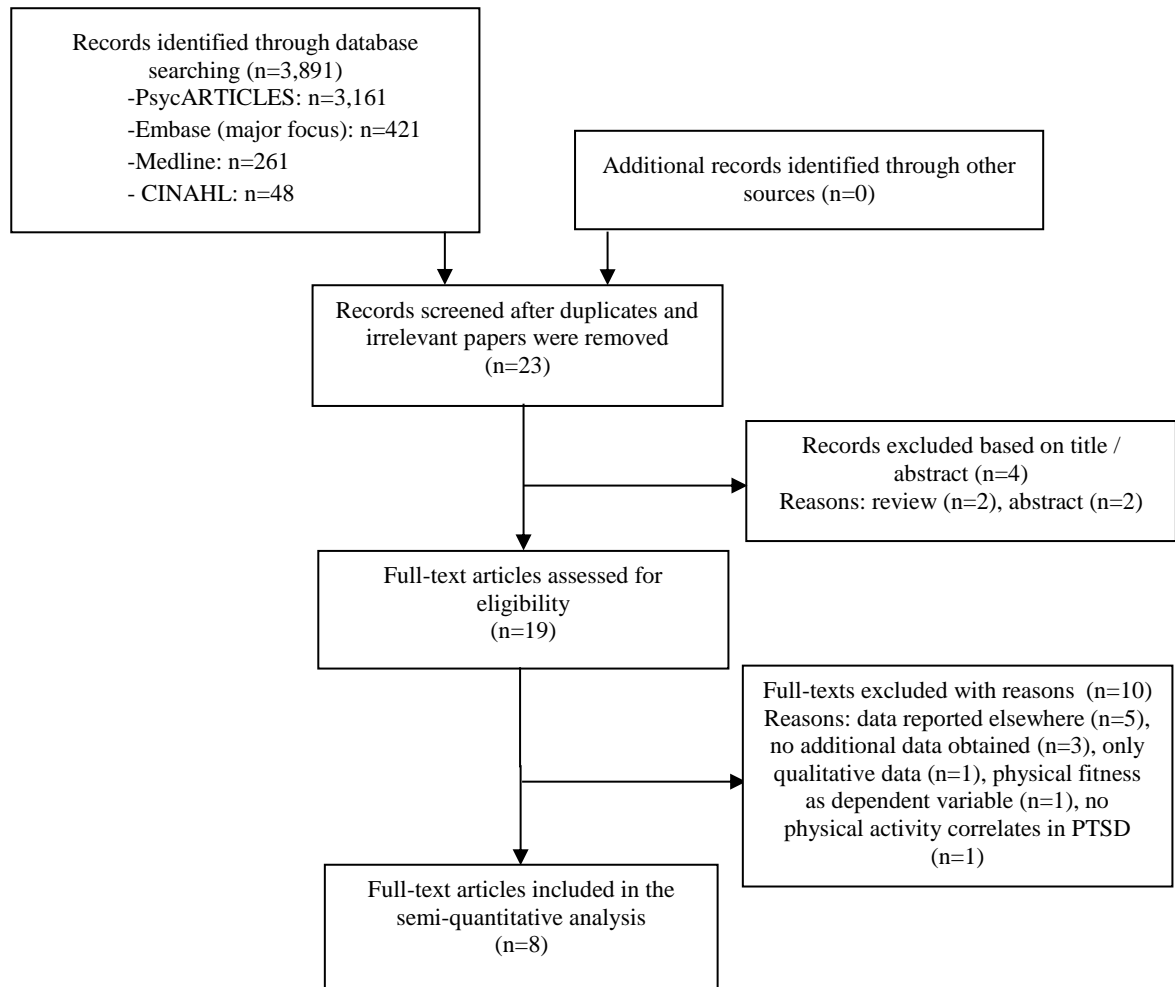 Records identified through database
searching (n=3,891)
-PsycARTICLES: n=3,161
-Embase (major focus): n=421
-Medline: n=261
- CINAHL: n=48
Additional records identified through other
sources (n=0)
Records screened after duplicates and
irrelevant papers were removed
(n=23)
Records excluded based on title /
abstract (n=4)
Reasons: review (n=2), abstract (n=2)
Full-text articles assessed for
eligibility
(n=19)
Full-texts excluded with reasons (n=10)
Reasons: data reported elsewhere (n=5),
no additional data obtained (n=3), only
qualitative data (n=1), physical fitness
as dependent variable (n=1), no
physical activity correlates in PTSD
(n=1)
Full-text articles included in the
semi-quantitative analysis
(n=8)